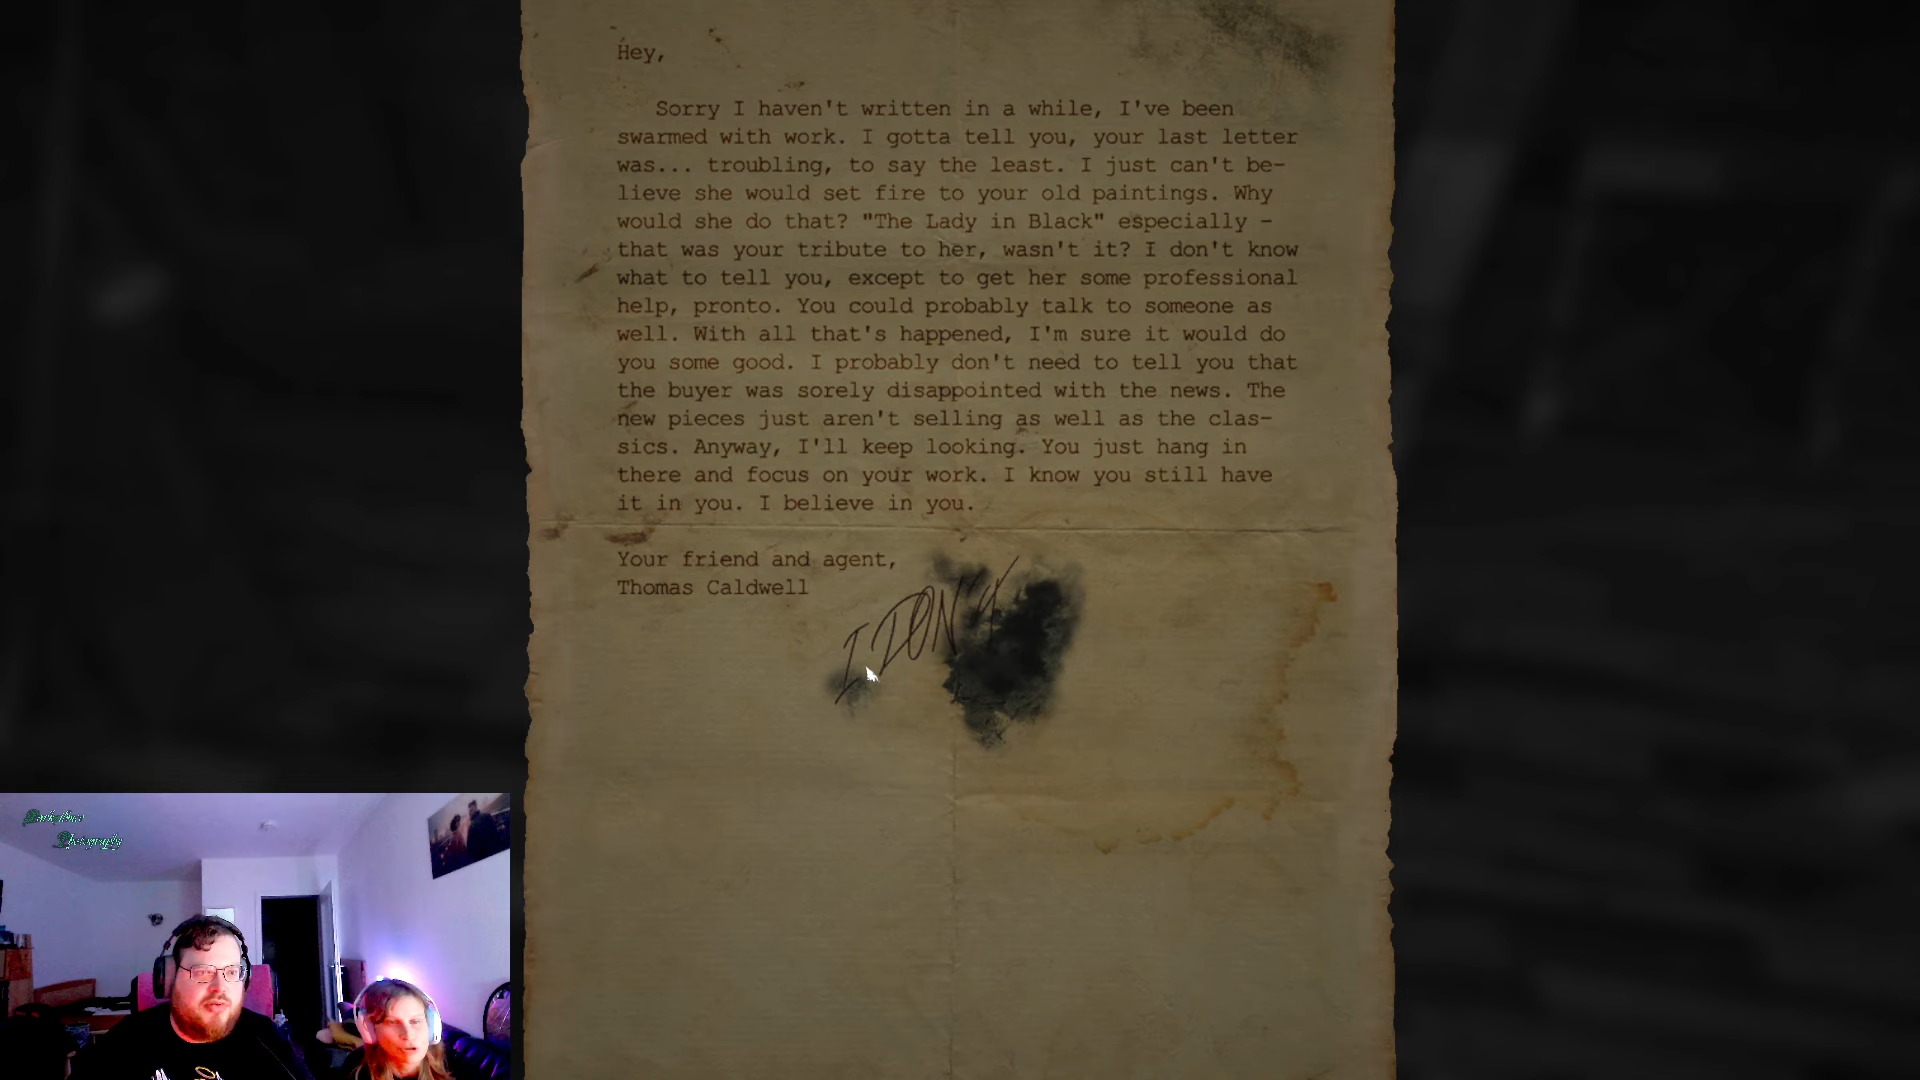 Hey,
Sorry I haven't written in a while, I've been
swarmed with work. I gotta tell you, your last letter
was... troubling, to say the least. I just can't be-
lieve she would set fire to your old paintings. Why
would she do that? "The Lady in Black" especially -
that was your tribute to her, wasn't it? I don't know
what to tell you, except to get her some professional
help, pronto. You could probably talk to someone as
well. With all that's happened, I'm sure it would do
you some good. I probably don't need to tell you that
the buyer was sorely disappointed with the news. The
new pieces just aren't selling as well as the clas-
sics. Anyway, I'll keep looking. You just hang in
there and focus on your work. I know you still have
it in you. I believe in you.
Your friend and agent,
Thomas Caldwell
I DON'T
Photography